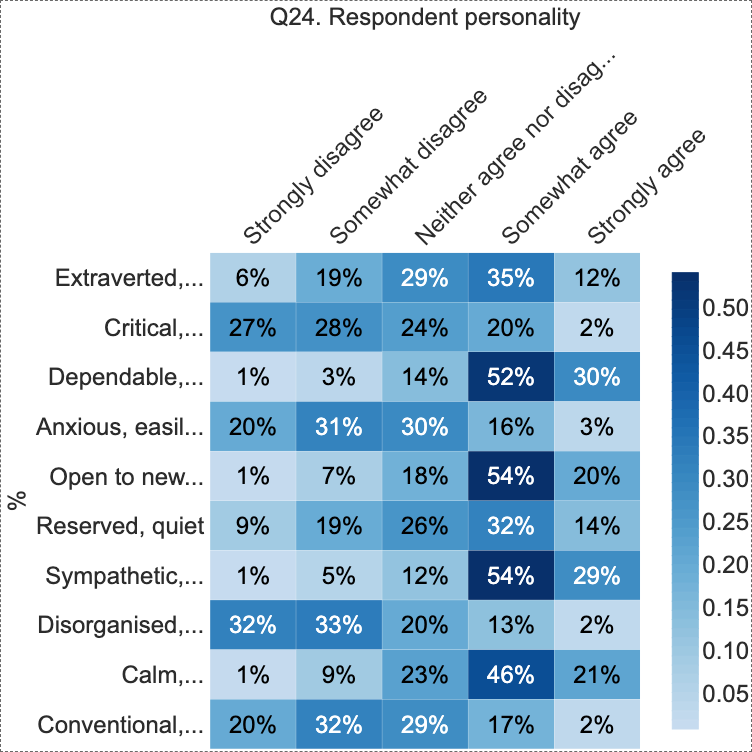 Q24. Respondent personality
Strongly disagree
Somewhat disagree
Neither agree nor disag...
Somewhat agree
Strongly agree
Extraverted,... 6% 19% 29% 35% 12%
Critical,... 27% 28% 24% 20% 2%
Dependable,... 1% 3% 14% 52% 30%
Anxious, easil... 20% 31% 30% 16% 3%
Open to new... 1% 7% 18% 54% 20%
Reserved, quiet 9% 19% 26% 32% 14%
Sympathetic,... 1% 5% 12% 54% 29%
Disorganised,... 32% 33% 20% 13% 2%
Calm,... 1% 9% 23% 46% 21%
Conventional,... 20% 32% 29% 17% 2%
%
0.50
0.45
0.40
0.35
0.30
0.25
0.20
0.15
0.10
0.05